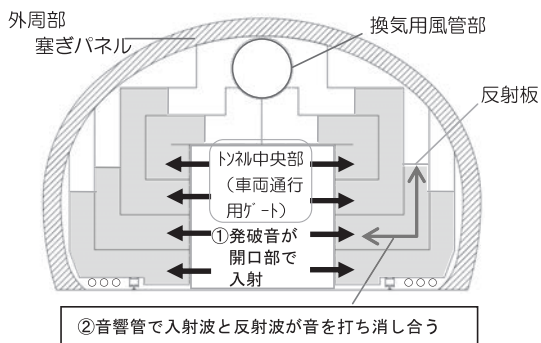 外周部
塞ぎパネル
換気用風管部
反射板
ﾄﾝﾈﾙ中央部
（車両通行
用ｹﾞｰﾄ）
①発破音が
開口部で
入射
②音響管で入射波と反射波が音を打ち消し合う